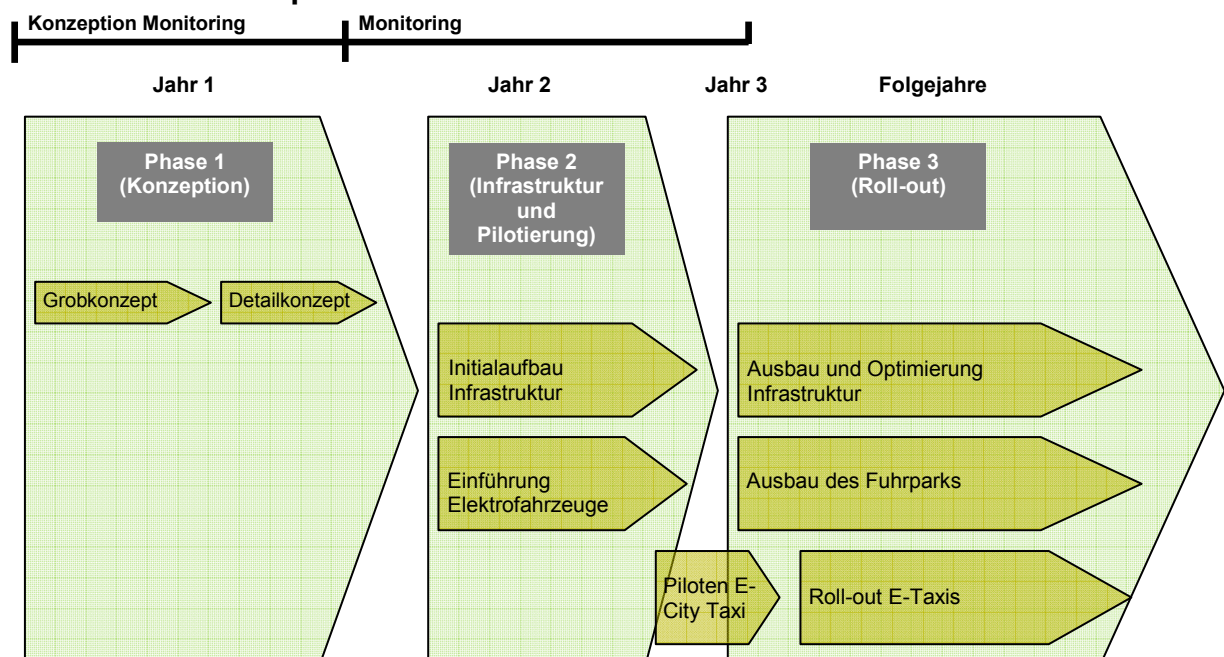 Konzeption Monitoring
Monitoring
Jahr 1
Jahr 2
Jahr 3
Folgejahre
Phase 1
(Konzeption)
Phase 2
(Infrastruktur
und
Pilotierung)
Phase 3
(Roll-out)
Grobkonzept
Detailkonzept
Initialaufbau
Infrastruktur
Ausbau und Optimierung
Infrastruktur
Einführung
Elektrofahrzeuge
Ausbau des Fuhrparks
Piloten E-
City Taxi
Roll-out E-Taxis